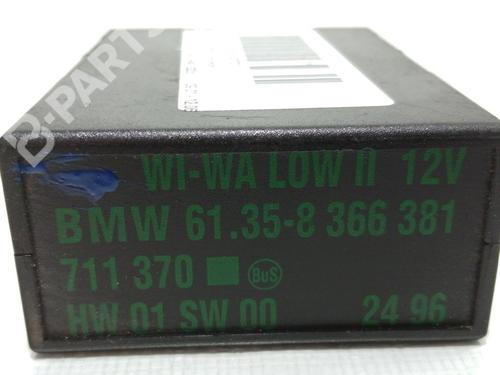 B-PARTS
WI-WA LOW II 12V
BMW 61.35-8 366 381
711 370 BuS
HW 01 SW 00 24 96